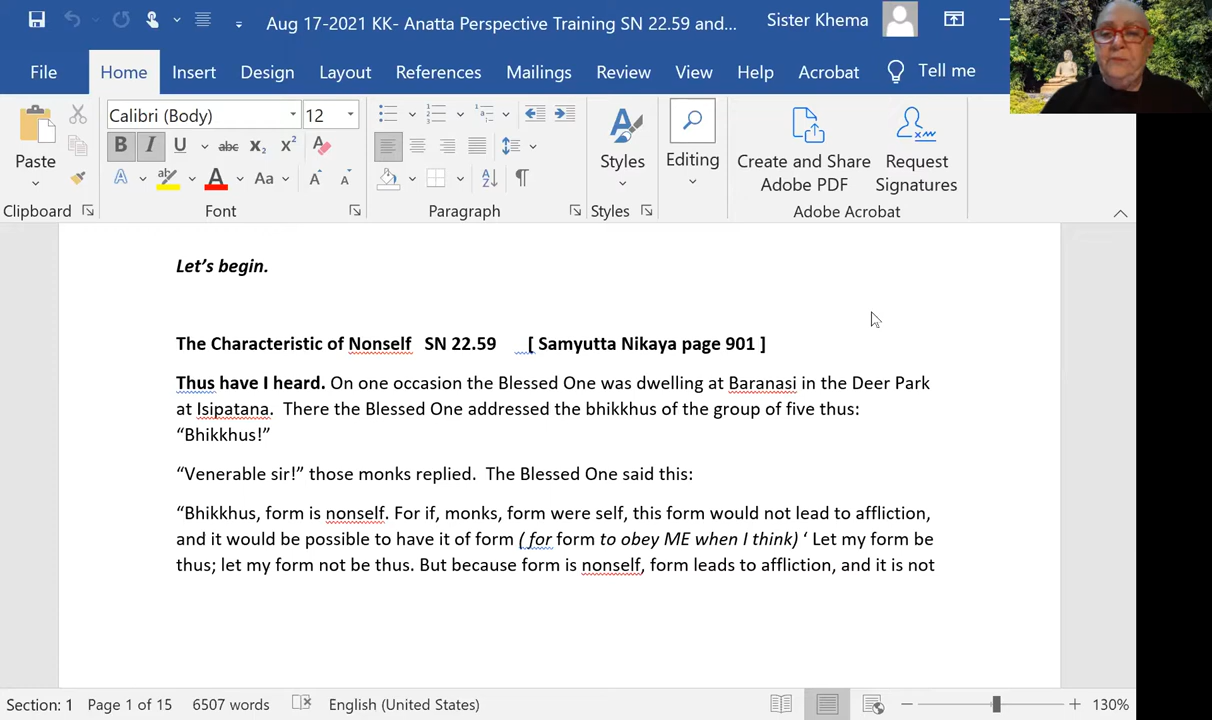 Aug 17-2021 KK- Anatta Perspective Training SN 22.59 and...
Sister Khema
File Home Insert Design Layout References Mailings Review View Help Acrobat Tell me
Calibri (Body) 12
Paste
Styles
Editing
Create and Share Adobe PDF
Request Signatures
Clipboard Font Paragraph Styles Adobe Acrobat
Let’s begin.
The Characteristic of Nonself SN 22.59 [ Samyutta Nikaya page 901 ]
Thus have I heard. On one occasion the Blessed One was dwelling at Baranasi in the Deer Park
at Isipatana. There the Blessed One addressed the bhikkhus of the group of five thus:
“Bhikkhus!”
“Venerable sir!” those monks replied. The Blessed One said this:
“Bhikkhus, form is nonself. For if, monks, form were self, this form would not lead to affliction,
and it would be possible to have it of form ( for form to obey ME when I think) ‘ Let my form be
thus; let my form not be thus. But because form is nonself, form leads to affliction, and it is not
Section: 1 Page 1 of 15 6507 words English (United States) 130%